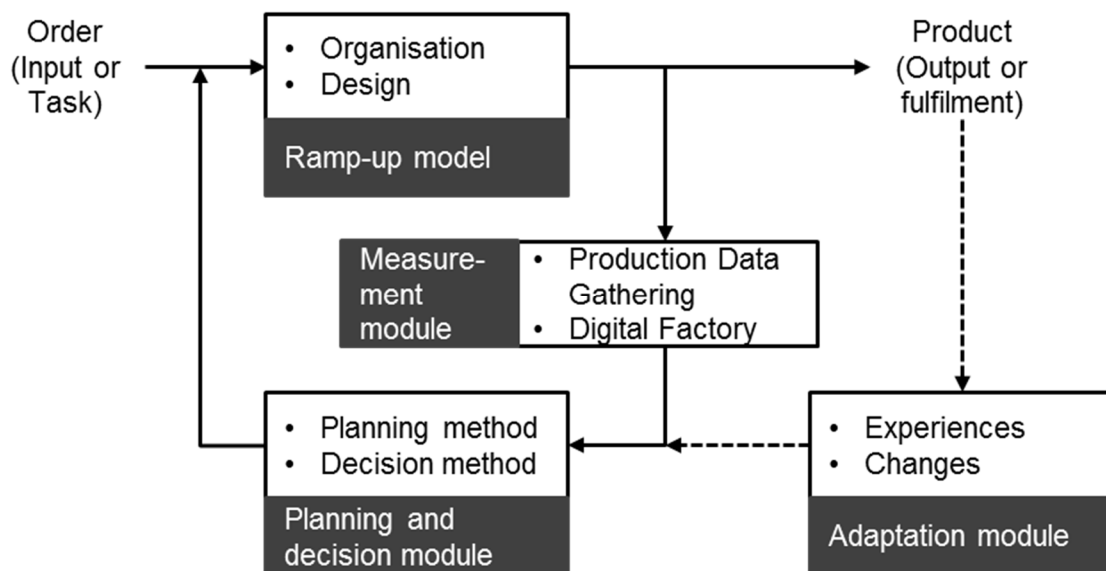 Order
(Input or
Task)
• Organisation
• Design
Ramp-up model
Product
(Output or
fulfilment)
Measure-
ment
module
• Production Data
Gathering
• Digital Factory
• Planning method
• Decision method
Planning and
decision module
• Experiences
• Changes
Adaptation module